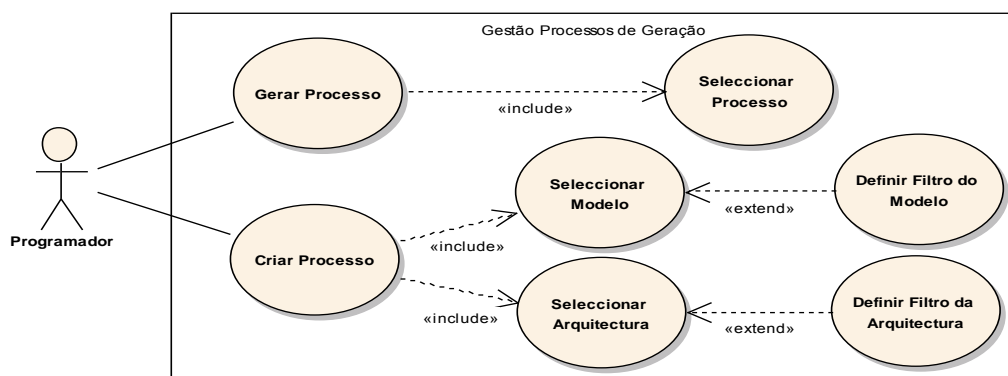 Gestão Processos de Geração
Gerar Processo
«include»
Seleccionar
Processo
Programador
Criar Processo
«include»
Seleccionar
Modelo
«extend»
Definir Filtro do
Modelo
«include»
Seleccionar
Arquitectura
«extend»
Definir Filtro da
Arquitectura